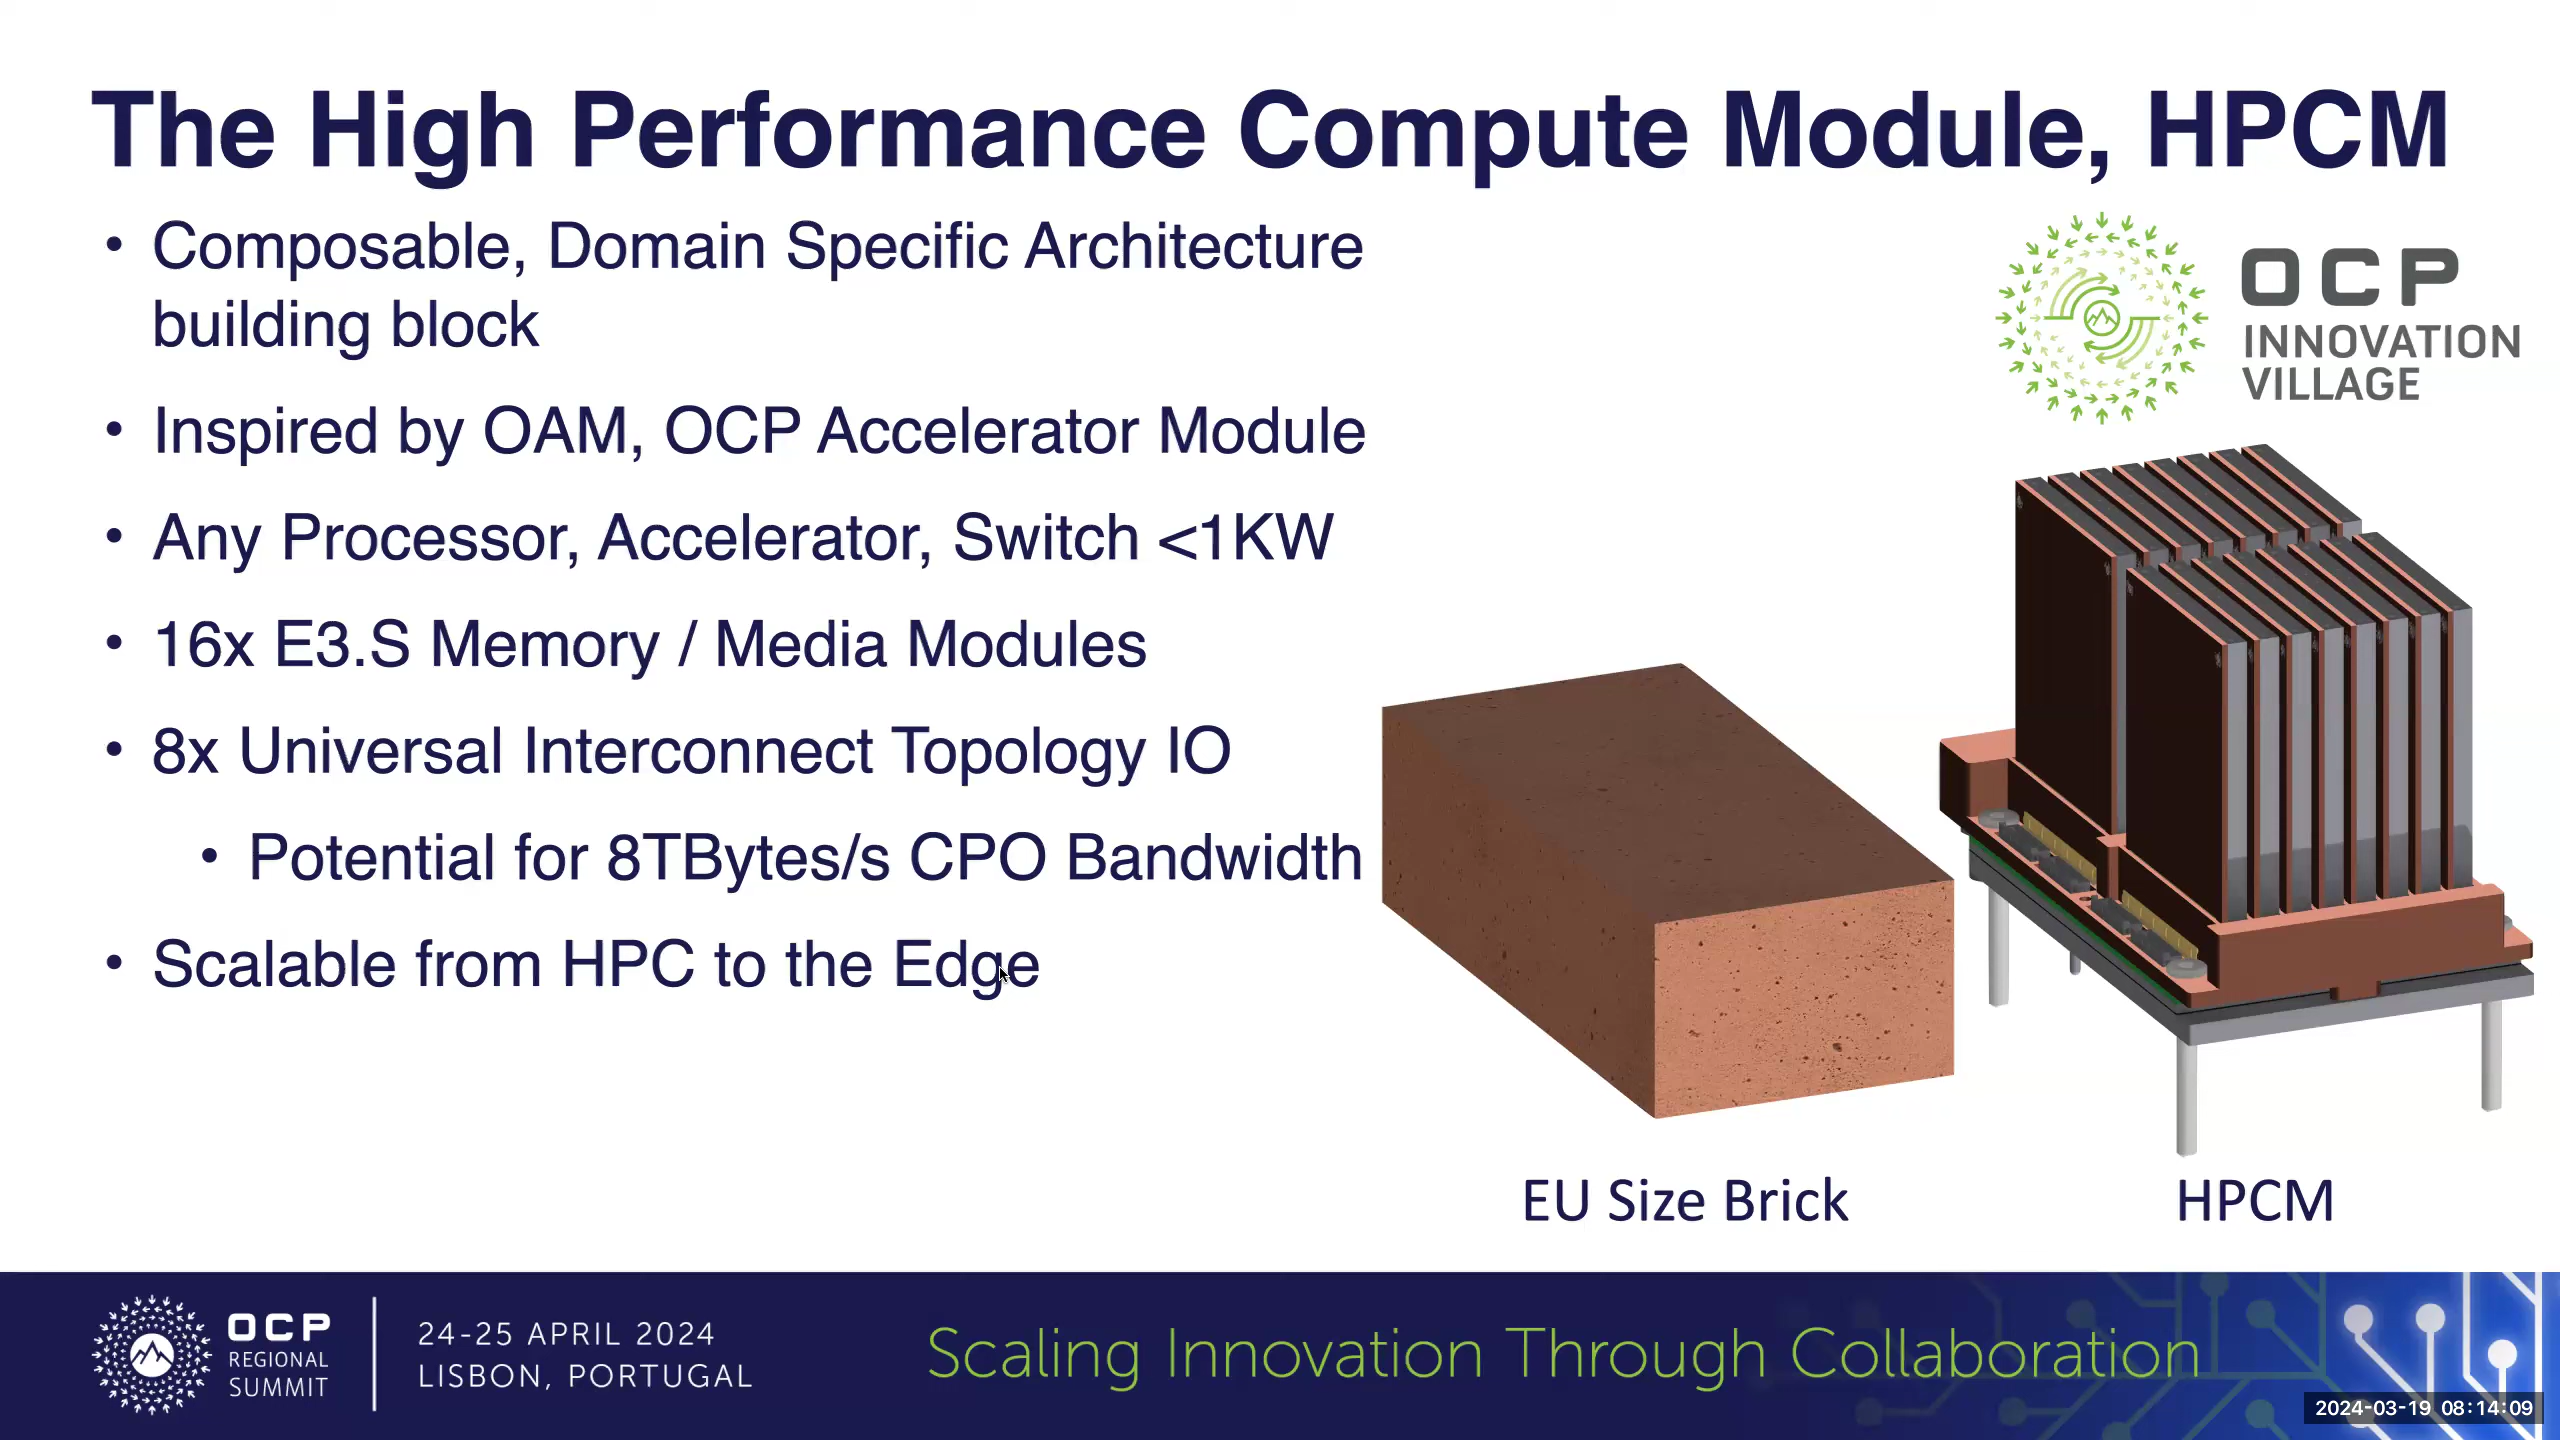 The High Performance Compute Module, HPCM
• Composable, Domain Specific Architecture
building block
• Inspired by OAM, OCP Accelerator Module
• Any Processor, Accelerator, Switch <1KW
• 16x E3.S Memory / Media Modules
• 8x Universal Interconnect Topology IO
• Potential for 8TBytes/s CPO Bandwidth
• Scalable from HPC to the Edge
OCP
INNOVATION
VILLAGE
EU Size Brick
HPCM
OCP
REGIONAL
SUMMIT
24-25 APRIL 2024
LISBON, PORTUGAL
Scaling Innovation Through Collaboration
2024-03-19 08:14:09